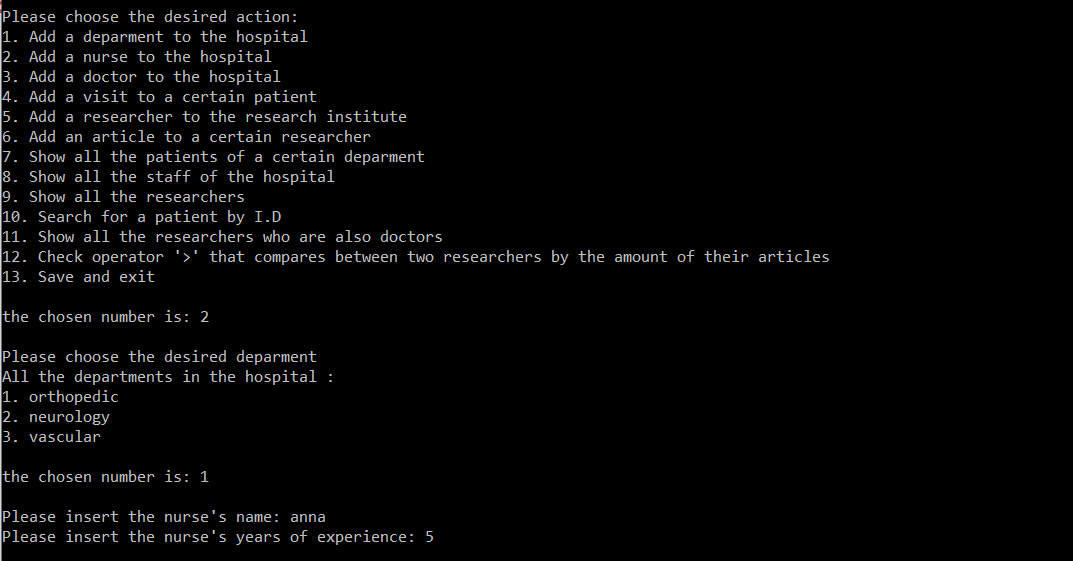 Please choose the desired action:
1. Add a deparment to the hospital
2. Add a nurse to the hospital
3. Add a doctor to the hospital
4. Add a visit to a certain patient
5. Add a researcher to the research institute
6. Add an article to a certain researcher
7. Show all the patients of a certain deparment
8. Show all the staff of the hospital
9. Show all the researchers
10. Search for a patient by I.D
11. Show all the researchers who are also doctors
12. Check operator '>' that compares between two researchers by the amount of their articles
13. Save and exit
the chosen number is: 2
Please choose the desired deparment
All the departments in the hospital :
1. orthopedic
2. neurology
3. vascular
the chosen number is: 1
Please insert the nurse's name: anna
Please insert the nurse's years of experience: 5